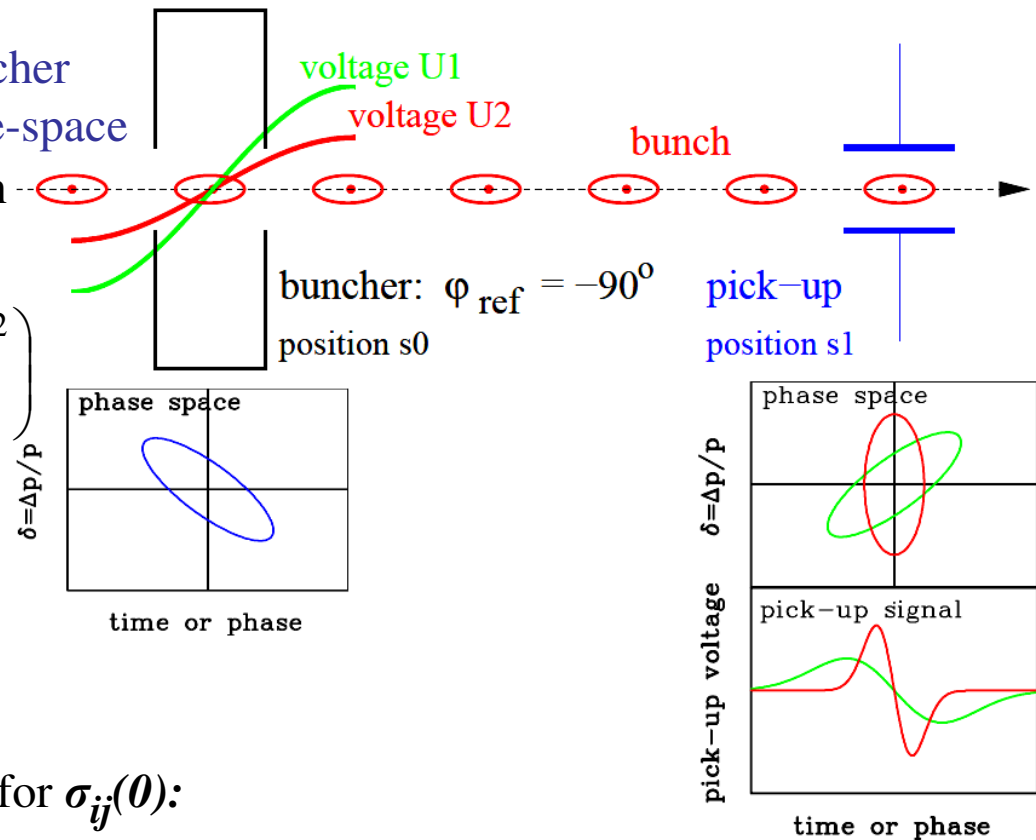 cher
voltage U1
e-space
voltage U2
bunch
n
buncher: φ ref = −90°
pick−up
position s0
position s1
2
phase space
δ=Δp/p
time or phase
phase space
δ=Δp/p
pick−up signal
pick−up voltage
time or phase
for σij(0):